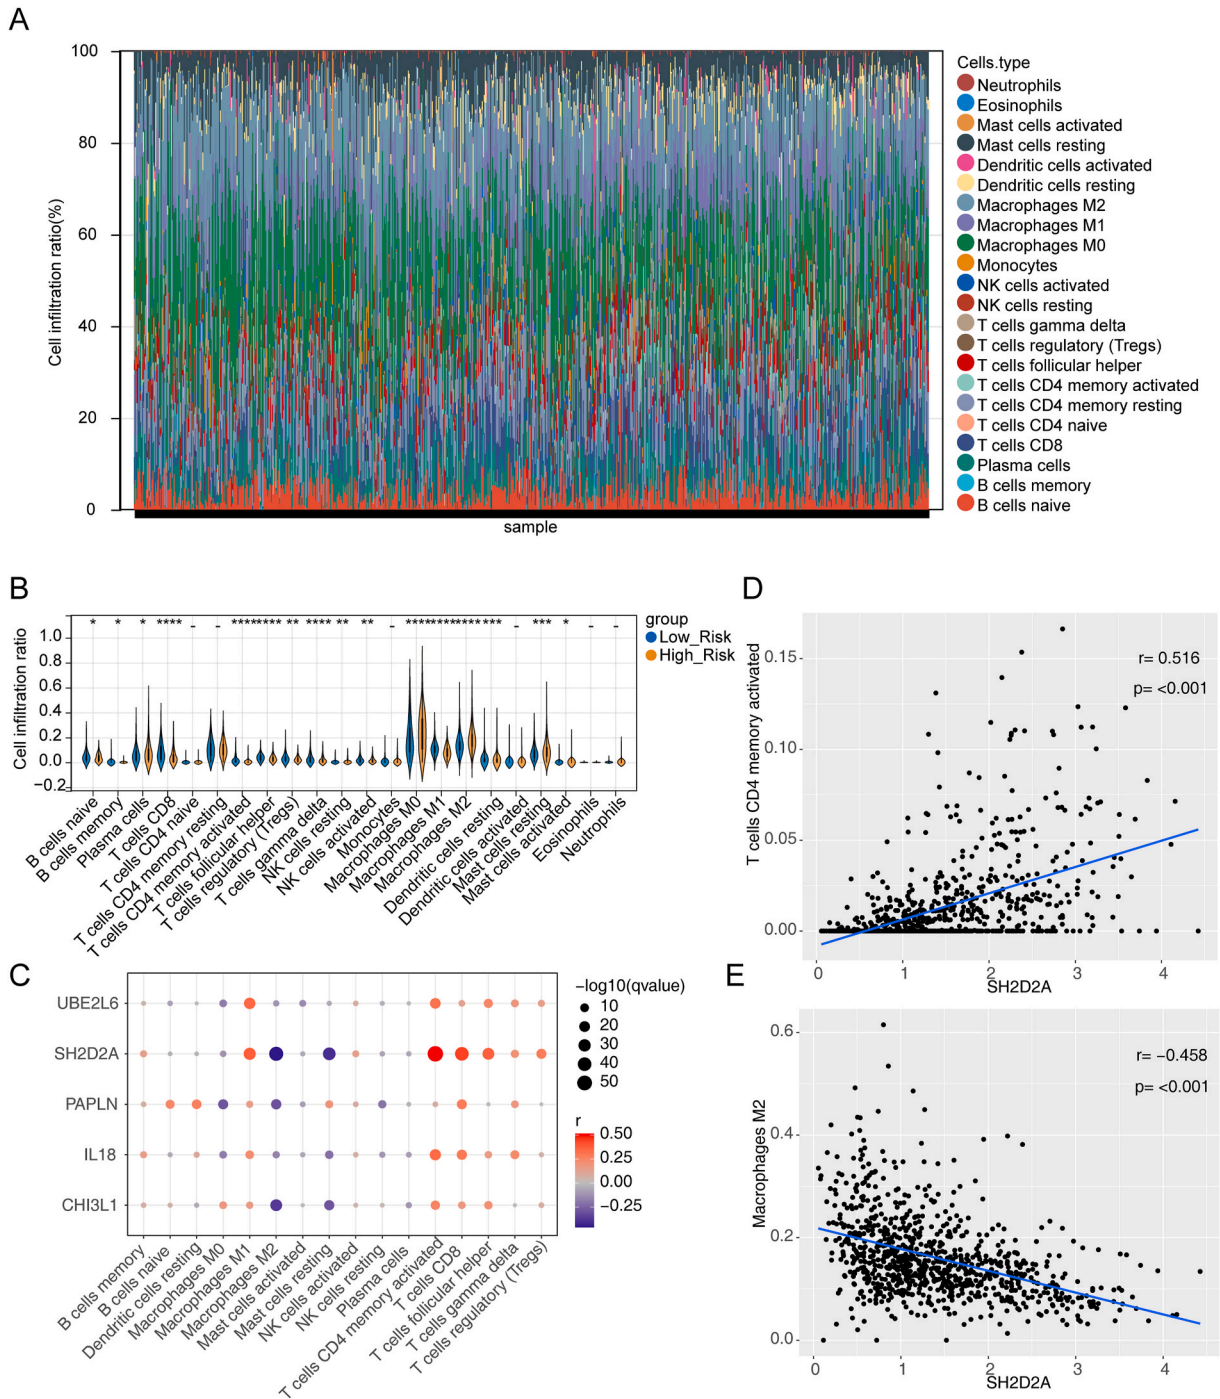 A
100
80
60
40
20
0
Cell infiltration ratio(%)
sample
Cells.type
Neutrophils
Eosinophils
Mast cells activated
Mast cells resting
Dendritic cells activated
Dendritic cells resting
Macrophages M2
Macrophages M1
Macrophages M0
Monocytes
NK cells activated
NK cells resting
T cells gamma delta
T cells regulatory (Tregs)
T cells follicular helper
T cells CD4 memory activated
T cells CD4 memory resting
T cells CD4 naive
T cells CD8
Plasma cells
B cells memory
B cells naive
B
Cell infiltration ratio
1.0
0.8
0.6
0.4
0.2
0.0
−0.2
* * * **** - - **** **** ** **** ** ** - **** **** **** **** - *** * - -
group
Low_Risk
High_Risk
B cells naive
B cells memory
Plasma cells
T cells CD8
T cells CD4 naive
T cells CD4 memory resting
T cells CD4 memory activated
T cells follicular helper
T cells regulatory (Tregs)
T cells gamma delta
NK cells resting
NK cells activated
Monocytes
Macrophages M0
Macrophages M1
Macrophages M2
Dendritic cells resting
Dendritic cells activated
Mast cells resting
Mast cells activated
Eosinophils
Neutrophils
C
UBE2L6
SH2D2A
PAPLN
IL18
CHI3L1
B cells memory
B cells naive
Dendritic cells resting
Macrophages M0
Macrophages M1
Macrophages M2
Mast cells activated
Mast cells resting
NK cells activated
NK cells resting
Plasma cells
T cells CD4 memory activated
T cells CD8
T cells follicular helper
T cells gamma delta
T cells regulatory (Tregs)
−log10(qvalue)
10
20
30
40
50
r
0.50
0.25
0.00
−0.25
D
T cells CD4 memory activated
0.15
0.10
0.05
0.00
r= 0.516
p= <0.001
0 1 2 3 4
SH2D2A
E
Macrophages M2
0.6
0.4
0.2
0.0
r= −0.458
p= <0.001
0 1 2 3 4
SH2D2A